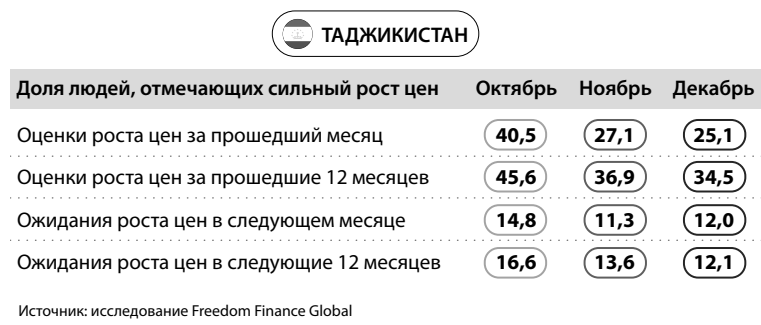 ТАДЖИКИСТАН
Доля людей, отмечающих сильный рост цен Октябрь Ноябрь Декабрь
Оценки роста цен за прошедший месяц 40,5 27,1 25,1
Оценки роста цен за прошедшие 12 месяцев 45,6 36,9 34,5
Ожидания роста цен в следующем месяце 14,8 11,3 12,0
Ожидания роста цен в следующие 12 месяцев 16,6 13,6 12,1
Источник: исследование Freedom Finance Global